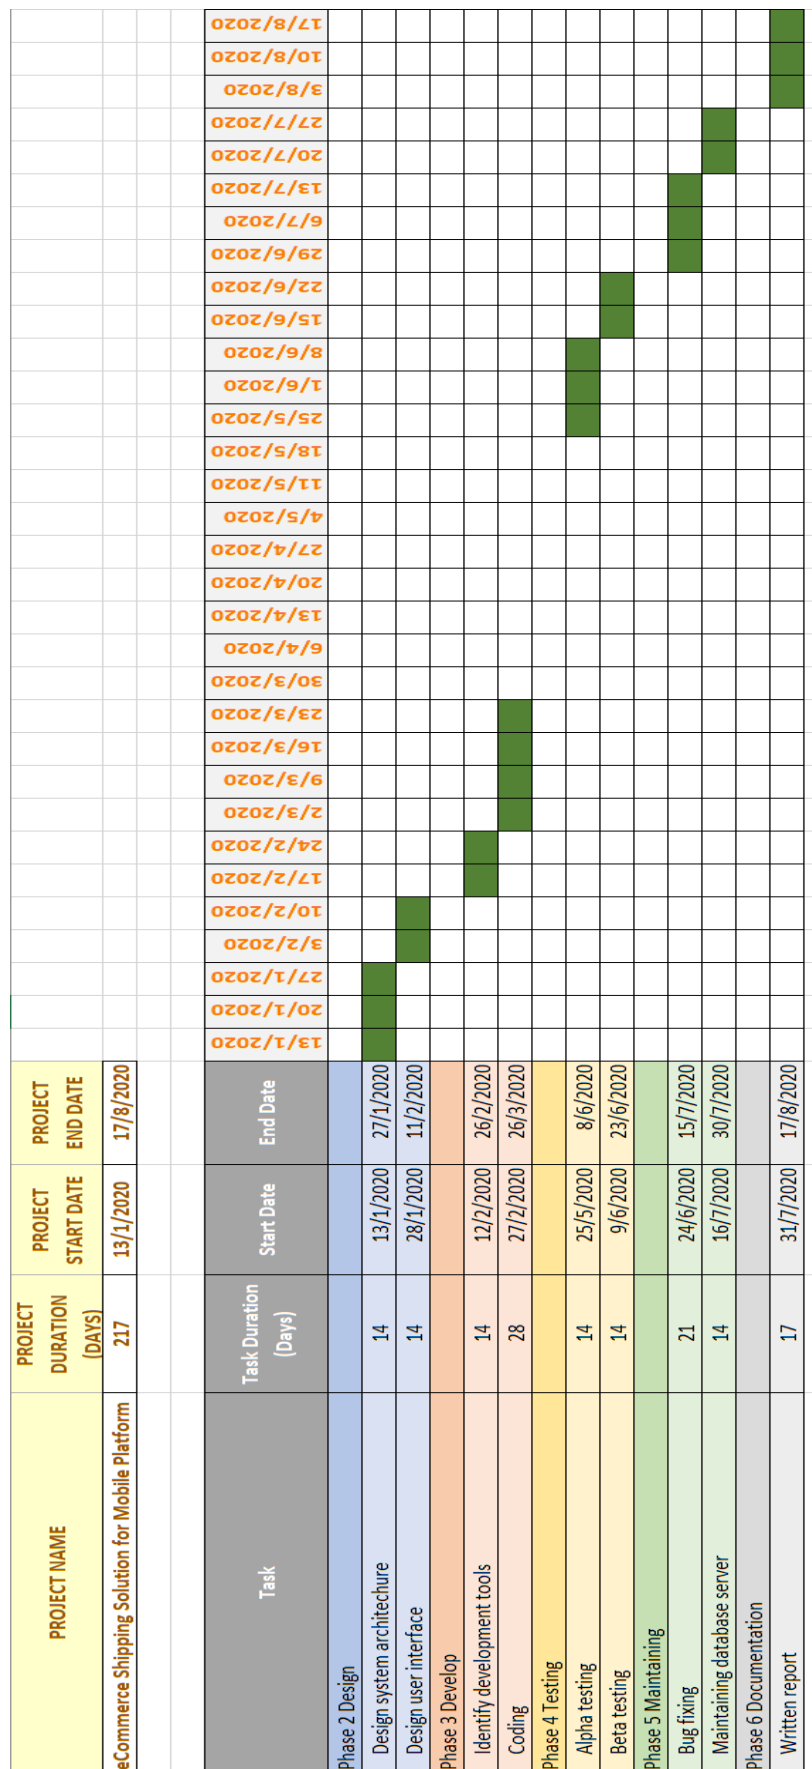 PROJECT NAME
PROJECT DURATION (DAYS)
PROJECT START DATE
PROJECT END DATE
eCommerce Shipping Solution for Mobile Platform 217 13/1/2020 17/8/2020
Task
Task Duration (Days)
Start Date
End Date
13/1/2020 20/1/2020 27/1/2020 3/2/2020 10/2/2020 17/2/2020 24/2/2020 2/3/2020 9/3/2020 16/3/2020 23/3/2020 30/3/2020 6/4/2020 13/4/2020 20/4/2020 27/4/2020 4/5/2020 11/5/2020 18/5/2020 25/5/2020 1/6/2020 8/6/2020 15/6/2020 22/6/2020 29/6/2020 6/7/2020 13/7/2020 20/7/2020 27/7/2020 3/8/2020 10/8/2020 17/8/2020
Phase 2 Design
Design system architechure 14 13/1/2020 27/1/2020
Design user interface 14 28/1/2020 11/2/2020
Phase 3 Develop
Identify development tools 14 12/2/2020 26/2/2020
Coding 28 27/2/2020 26/3/2020
Phase 4 Testing
Alpha testing 14 25/5/2020 8/6/2020
Beta testing 14 9/6/2020 23/6/2020
Phase 5 Maintaining
Bug fixing 21 24/6/2020 15/7/2020
Maintaining database server 14 16/7/2020 30/7/2020
Phase 6 Documentation
Written report 17 31/7/2020 17/8/2020